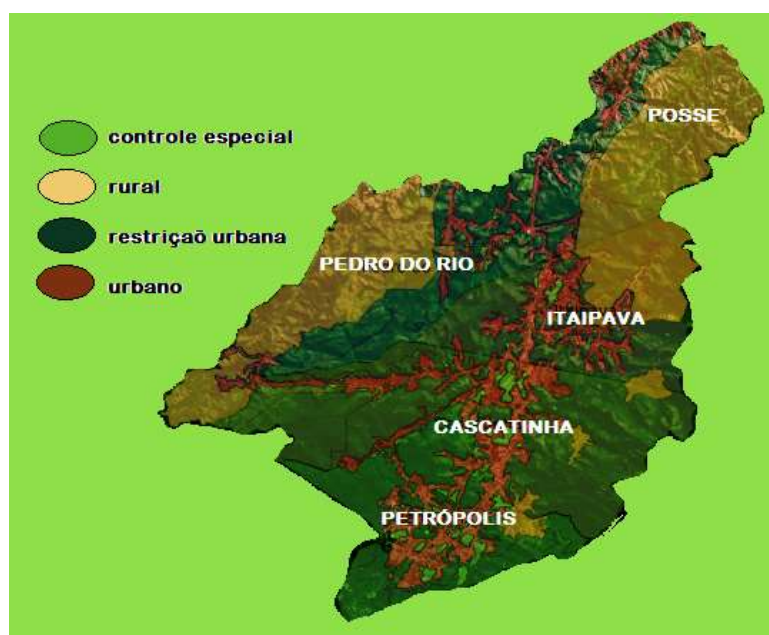 controle especial
rural
restriçaõ urbana
urbano
POSSE
PEDRO DO RIO
ITAIPAVA
CASCATINHA
PETRÓPOLIS